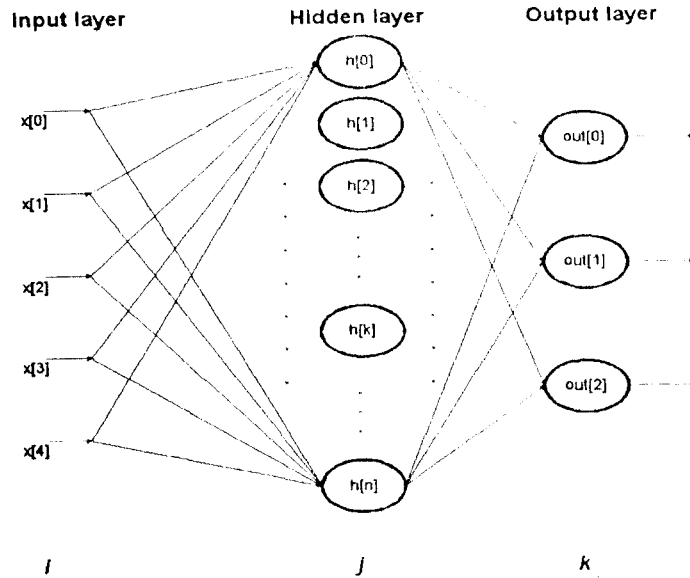 Input layer
Hidden layer
Output layer
h[0]
x[0]
h[1]
out[0]
x[1]
h[2]
x[2]
out[1]
h[k]
x[3]
out[2]
x[4]
h[n]
i
j
k